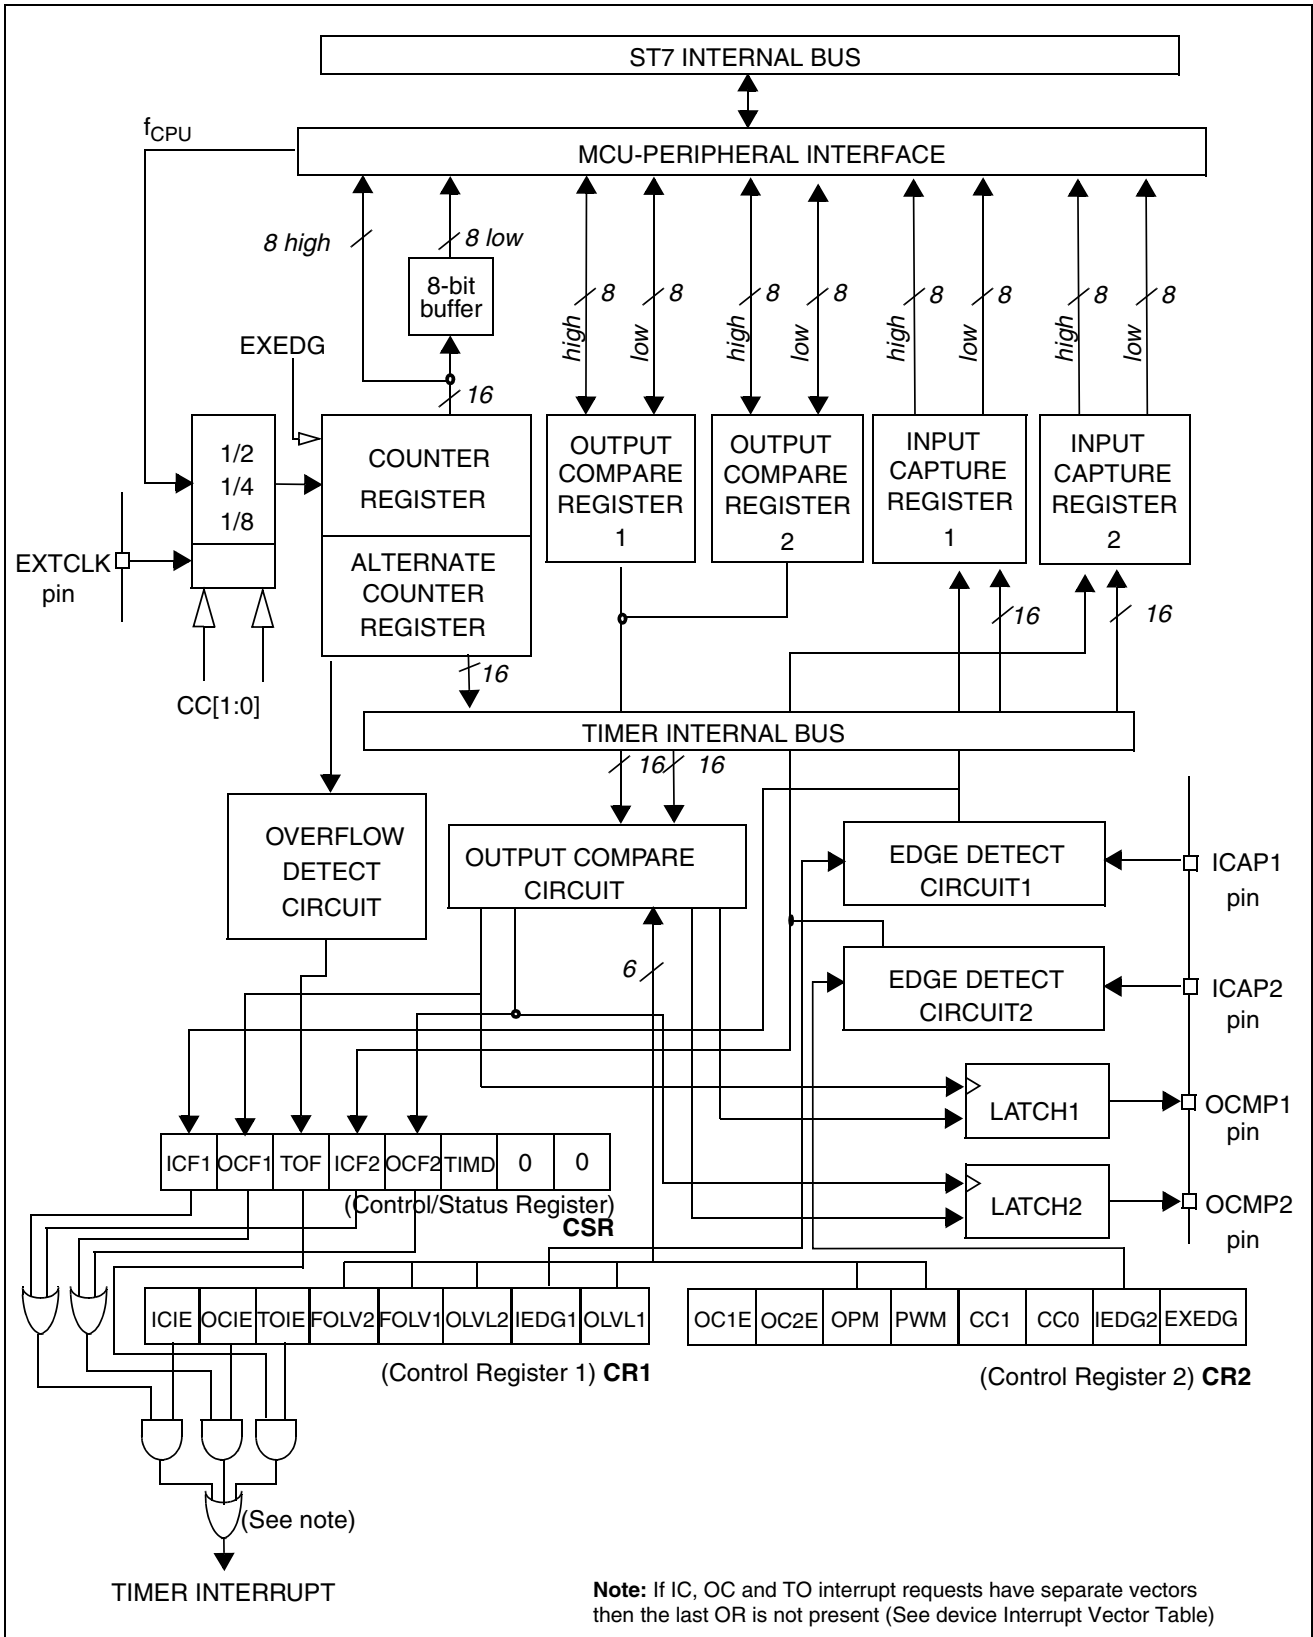 ST7 INTERNAL BUS
fCPU
MCU-PERIPHERAL INTERFACE
8 high
8 low
8-bit
buffer
8
8
8
8
8
8
8
8
high
low
high
low
high
low
high
low
EXEDG
16
1/2
1/4
1/8
COUNTER
REGISTER
ALTERNATE
COUNTER
REGISTER
OUTPUT
COMPARE
REGISTER
1
OUTPUT
COMPARE
REGISTER
2
INPUT
CAPTURE
REGISTER
1
INPUT
CAPTURE
REGISTER
2
EXTCLK
pin
CC[1:0]
16
16
16
TIMER INTERNAL BUS
16
16
OVERFLOW
DETECT
CIRCUIT
OUTPUT COMPARE
CIRCUIT
EDGE DETECT
CIRCUIT1
ICAP1
pin
6
EDGE DETECT
CIRCUIT2
ICAP2
pin
LATCH1
OCMP1
pin
LATCH2
OCMP2
pin
ICF1 OCF1 TOF ICF2 OCF2 TIMD 0 0
(Control/Status Register)
CSR
ICIE OCIE TOIE FOLV2 FOLV1 OLVL2 IEDG1 OLVL1
(Control Register 1) CR1
OC1E OC2E OPM PWM CC1 CC0 IEDG2 EXEDG
(Control Register 2) CR2
(See note)
TIMER INTERRUPT
Note: If IC, OC and TO interrupt requests have separate vectors
then the last OR is not present (See device Interrupt Vector Table)